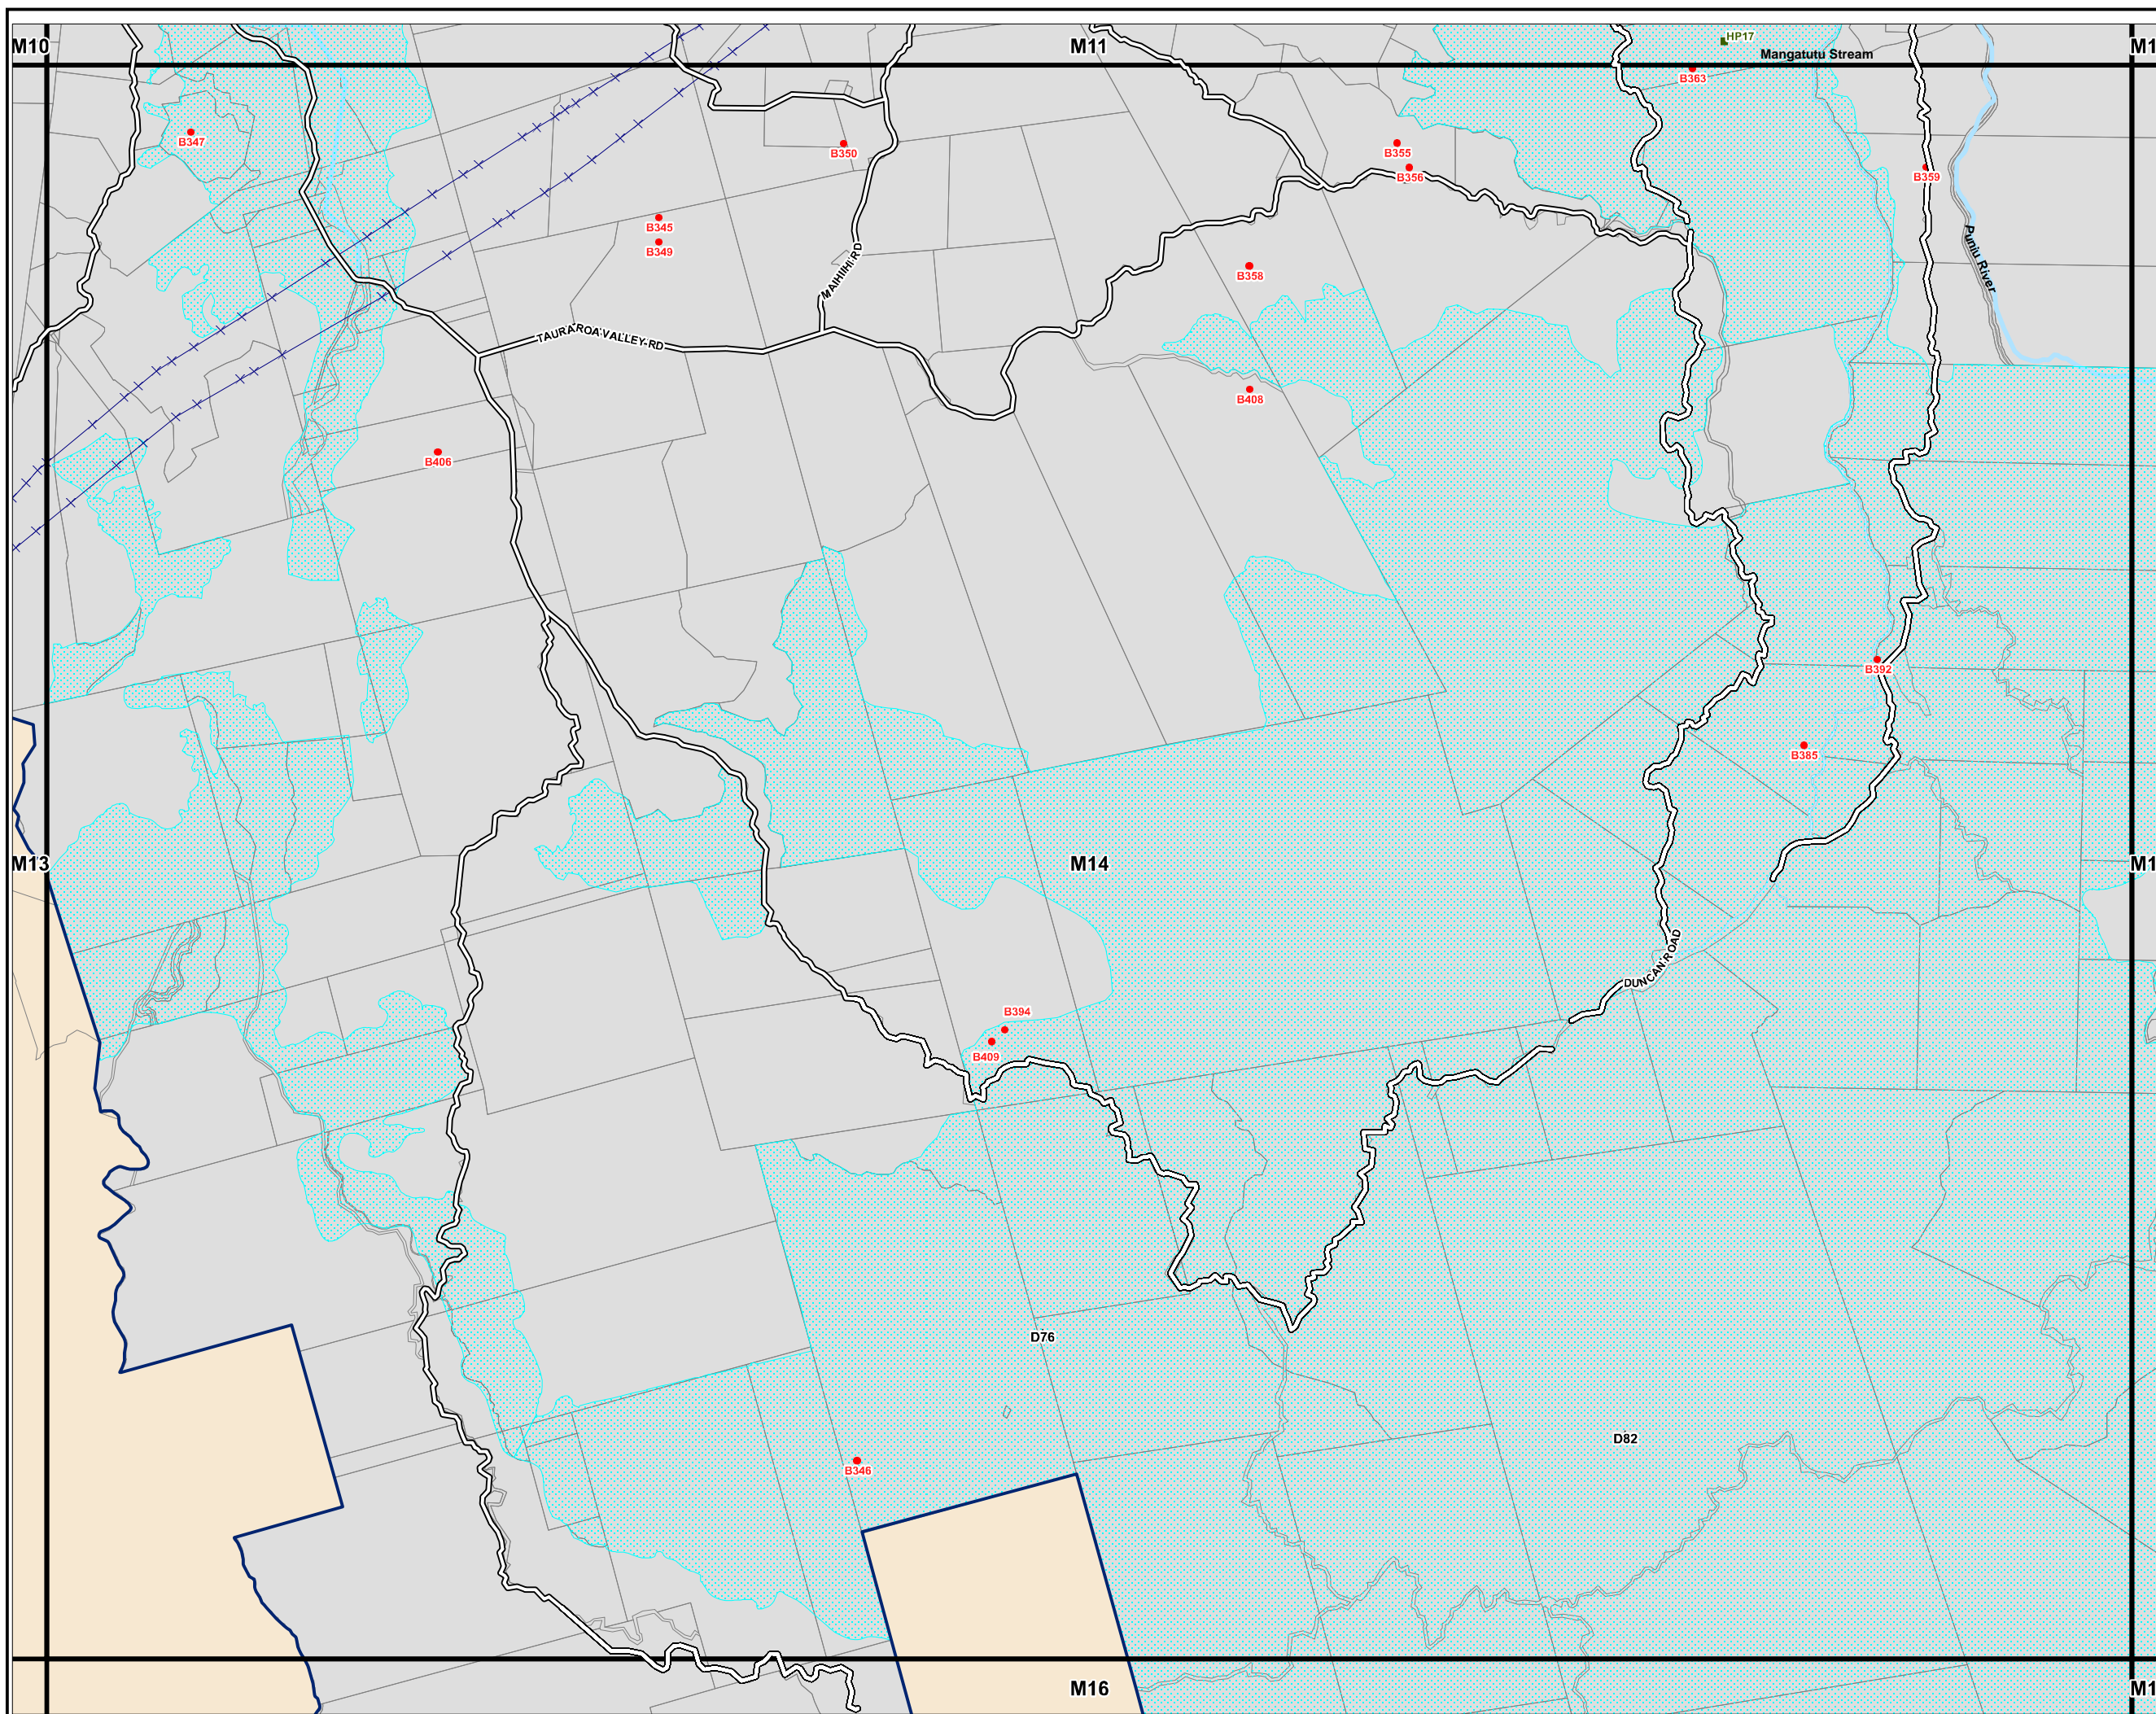 M10
M11
HP17
Mangatutu Stream
M1
B363
B347
B350
B355
B356
B359
B345
B349
MAIHIIHI RD
B358
Puniu River
TAURAROA VALLEY RD
B408
B406
B392
B385
M13
M14
M1
DUNCAN ROAD
B394
B409
D76
D82
B346
M16
M1